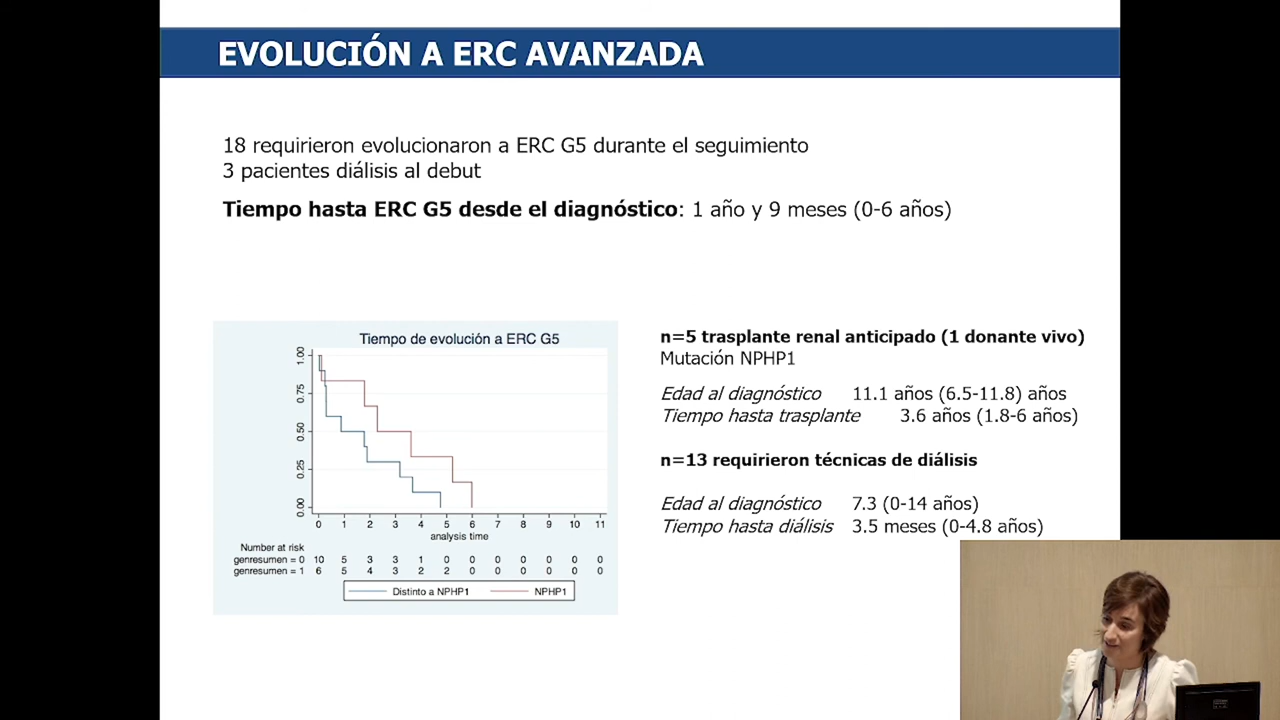 EVOLUCIÓN A ERC AVANZADA
18 requirieron evolucionaron a ERC G5 durante el seguimiento
3 pacientes diálisis al debut
Tiempo hasta ERC G5 desde el diagnóstico: 1 año y 9 meses (0-6 años)
Tiempo de evolución a ERC G5
1.00
0.75
0.50
0.25
0.00
0 1 2 3 4 5 6 7 8 9 10 11
analysis time
Number at risk
genresumen = 0 10 5 3 3 1 0 0 0 0 0 0 0
genresumen = 1 6 5 4 3 2 2 0 0 0 0 0 0
Distinto a NPHP1 NPHP1
n=5 trasplante renal anticipado (1 donante vivo)
Mutación NPHP1
Edad al diagnóstico 11.1 años (6.5-11.8) años
Tiempo hasta trasplante 3.6 años (1.8-6 años)
n=13 requirieron técnicas de diálisis
Edad al diagnóstico 7.3 (0-14 años)
Tiempo hasta diálisis 3.5 meses (0-4.8 años)